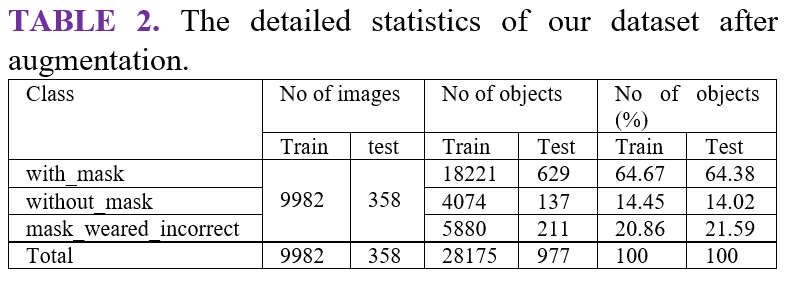 TABLE 2. The detailed statistics of our dataset after
augmentation.
Class No of images No of objects No of objects
(%)
Train test Train Test Train Test
with_mask 18221 629 64.67 64.38
without_mask 9982 358 4074 137 14.45 14.02
mask_weared_incorrect 5880 211 20.86 21.59
Total 9982 358 28175 977 100 100